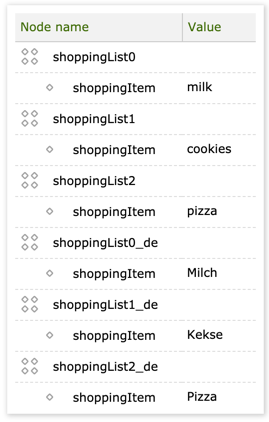 Node name Value
shoppingList0
shoppingItem milk
shoppingList1
shoppingItem cookies
shoppingList2
shoppingItem pizza
shoppingList0_de
shoppingItem Milch
shoppingList1_de
shoppingItem Kekse
shoppingList2_de
shoppingItem Pizza